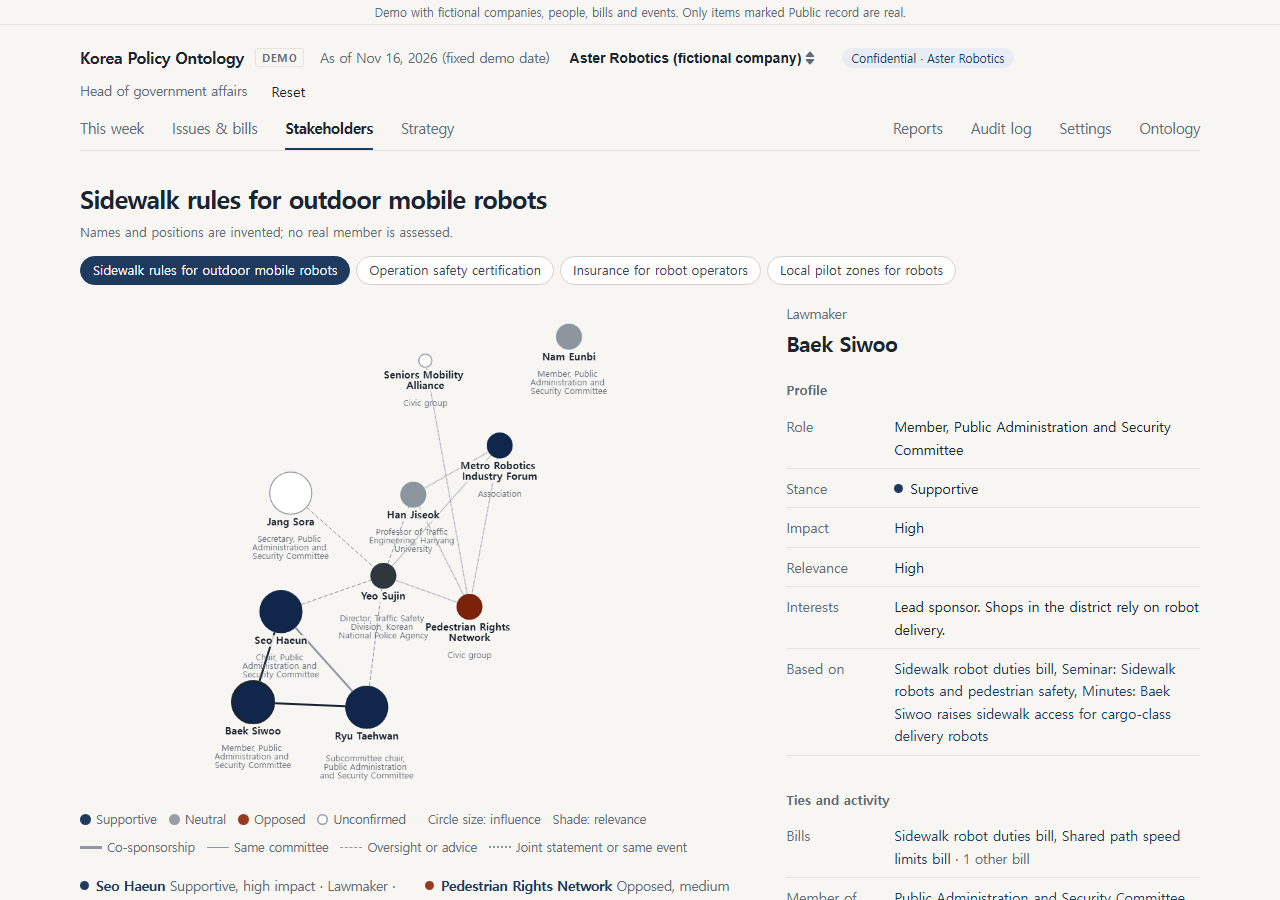 Demo with fictional companies, people, bills and events. Only items marked Public record are real.
Korea Policy Ontology
DEMO
As of Nov 16, 2026 (fixed demo date)
Aster Robotics (fictional company)
Confidential · Aster Robotics
Head of government affairs
Reset
This week
Issues & bills
Stakeholders
Strategy
Reports
Audit log
Settings
Ontology
Sidewalk rules for outdoor mobile robots
Names and positions are invented; no real member is assessed.
Sidewalk rules for outdoor mobile robots
Operation safety certification
Insurance for robot operators
Local pilot zones for robots
Nam Eunbi
Member, Public
Administration and
Security Committee
Seniors Mobility
Alliance
Civic group
Metro Robotics
Industry Forum
Association
Jang Sora
Secretary, Public
Administration and
Security Committee
Han Jiseok
Professor of Traffic
Engineering, Hanyang
University
Yeo Sujin
Director, Traffic Safety
Division, Korean
National Police Agency
Pedestrian Rights
Network
Civic group
Seo Haeun
Chair, Public
Administration and
Security Committee
Baek Siwoo
Member, Public
Administration and
Security Committee
Ryu Taehwan
Subcommittee chair,
Public Administration
and Security Committee
Supportive
Neutral
Opposed
Unconfirmed
Circle size: influence
Shade: relevance
Co-sponsorship
Same committee
Oversight or advice
Joint statement or same event
Seo Haeun Supportive, high impact · Lawmaker ·
Pedestrian Rights Network Opposed, medium
Lawmaker
Baek Siwoo
Profile
Role
Member, Public Administration and Security
Committee
Stance
Supportive
Impact
High
Relevance
High
Interests
Lead sponsor. Shops in the district rely on robot
delivery.
Based on
Sidewalk robot duties bill, Seminar: Sidewalk
robots and pedestrian safety, Minutes: Baek
Siwoo raises sidewalk access for cargo-class
delivery robots
Ties and activity
Bills
Sidewalk robot duties bill, Shared path speed
limits bill · 1 other bill
Member of
Public Administration and Security Committee